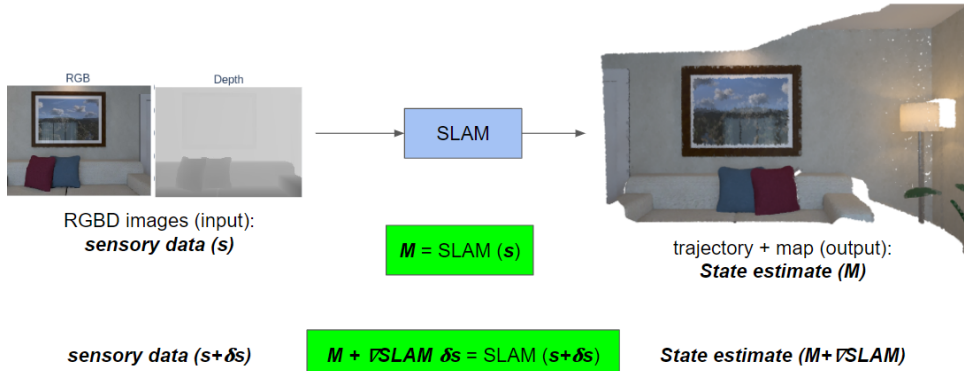 RGB
Depth
SLAM
RGBD images (input):
sensory data (s)
M = SLAM (s)
trajectory + map (output):
State estimate (M)
sensory data (s+δs)
M + ∇SLAM δs = SLAM (s+δs)
State estimate (M+∇SLAM)